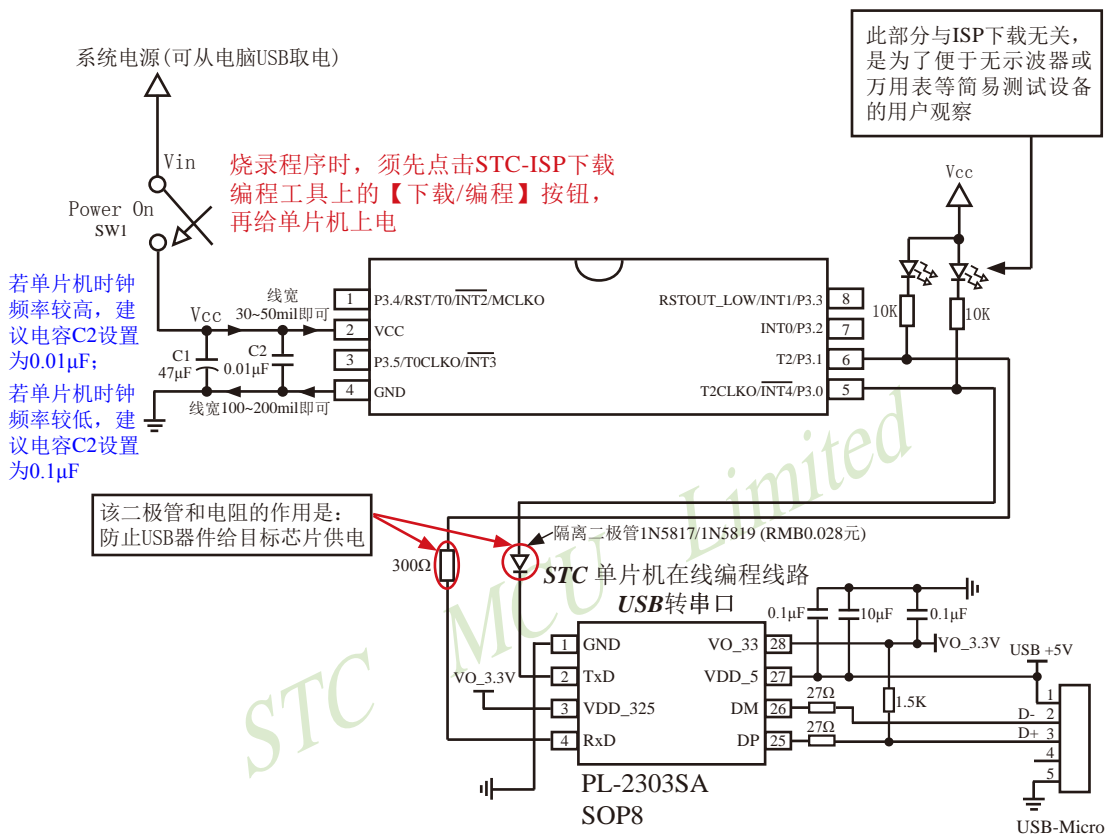 系统电源(可从电脑USB取电)
Vin
Power On
SW1
烧录程序时，须先点击STC-ISP下载
编程工具上的【下载/编程】按钮，
再给单片机上电
此部分与ISP下载无关，
是为了便于无示波器或
万用表等简易测试设备
的用户观察
Vcc
10K
10K
若单片机时钟
频率较高，建
议电容C2设置
为0.01μF；
若单片机时钟
频率较低，建
议电容C2设置
为0.1μF
Vcc
线宽
30~50mil即可
C1
47μF
C2
0.01μF
线宽100~200mil即可
1 P3.4/RST/T0/INT2/MCLKO
2 VCC
3 P3.5/T0CLKO/INT3
4 GND
RSTOUT_LOW/INT1/P3.3 8
INT0/P3.2 7
T2/P3.1 6
T2CLKO/INT4/P3.0 5
该二极管和电阻的作用是：
防止USB器件给目标芯片供电
300Ω
隔离二极管1N5817/1N5819 (RMB0.028元)
STC 单片机在线编程线路
USB转串口
0.1μF
10μF
0.1μF
1 GND
2 TxD
3 VDD_325
4 RxD
VO_33 28
VDD_5 27
DM 26
DP 25
VO_3.3V
VO_3.3V
USB +5V
27Ω
27Ω
1.5K
D-
D+
1
2
3
4
5
PL-2303SA
SOP8
USB-Micro
STC MCU Limited